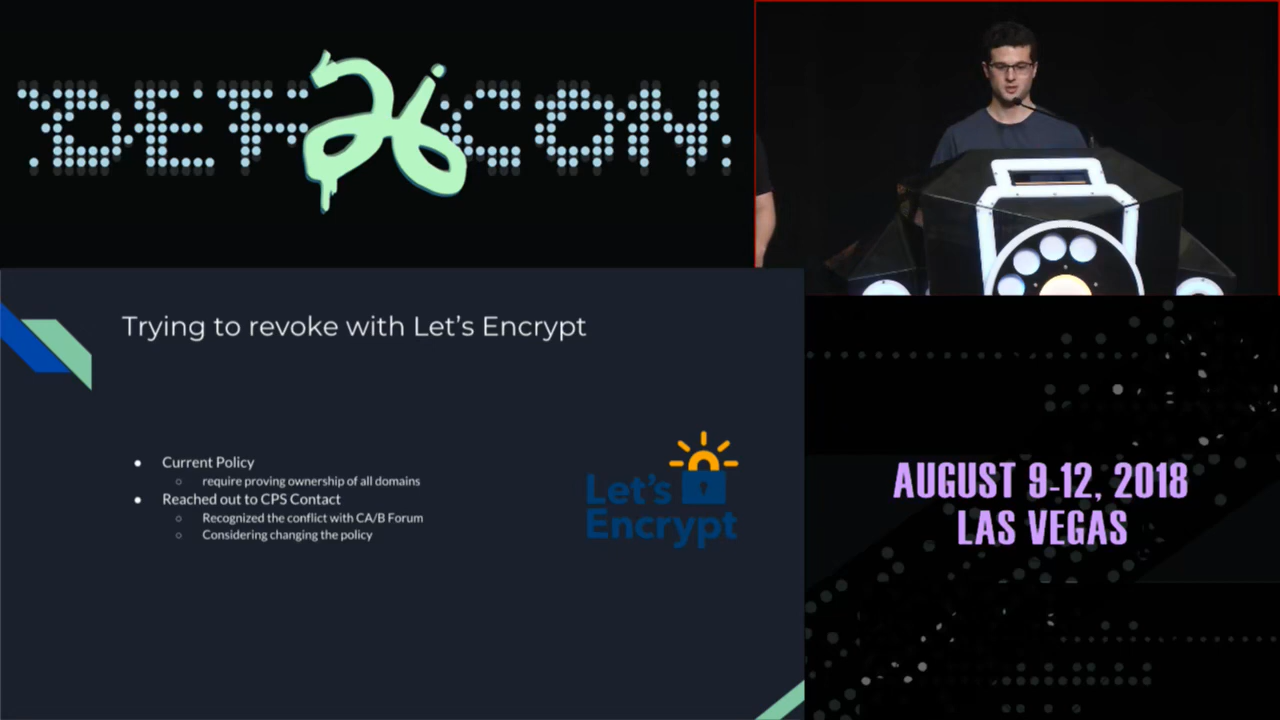 DEF 26 CON
Trying to revoke with Let's Encrypt
● Current Policy
○ require proving ownership of all domains
● Reached out to CPS Contact
○ Recognized the conflict with CA/B Forum
○ Considering changing the policy
Let's
Encrypt
AUGUST 9-12, 2018
LAS VEGAS